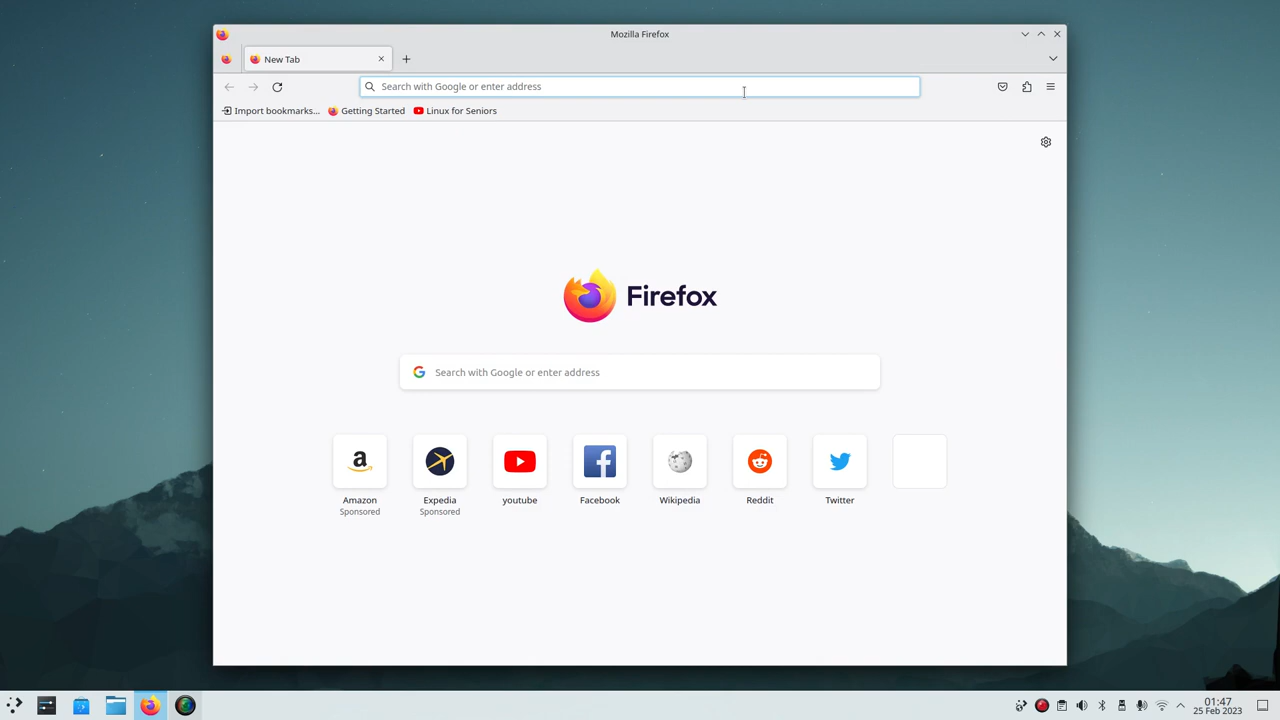 Mozilla Firefox
New Tab
Search with Google or enter address
Import bookmarks... Getting Started Linux for Seniors
Firefox
Search with Google or enter address
Amazon
Sponsored
Expedia
Sponsored
youtube
Facebook
Wikipedia
Reddit
Twitter
01:47
25 Feb 2023